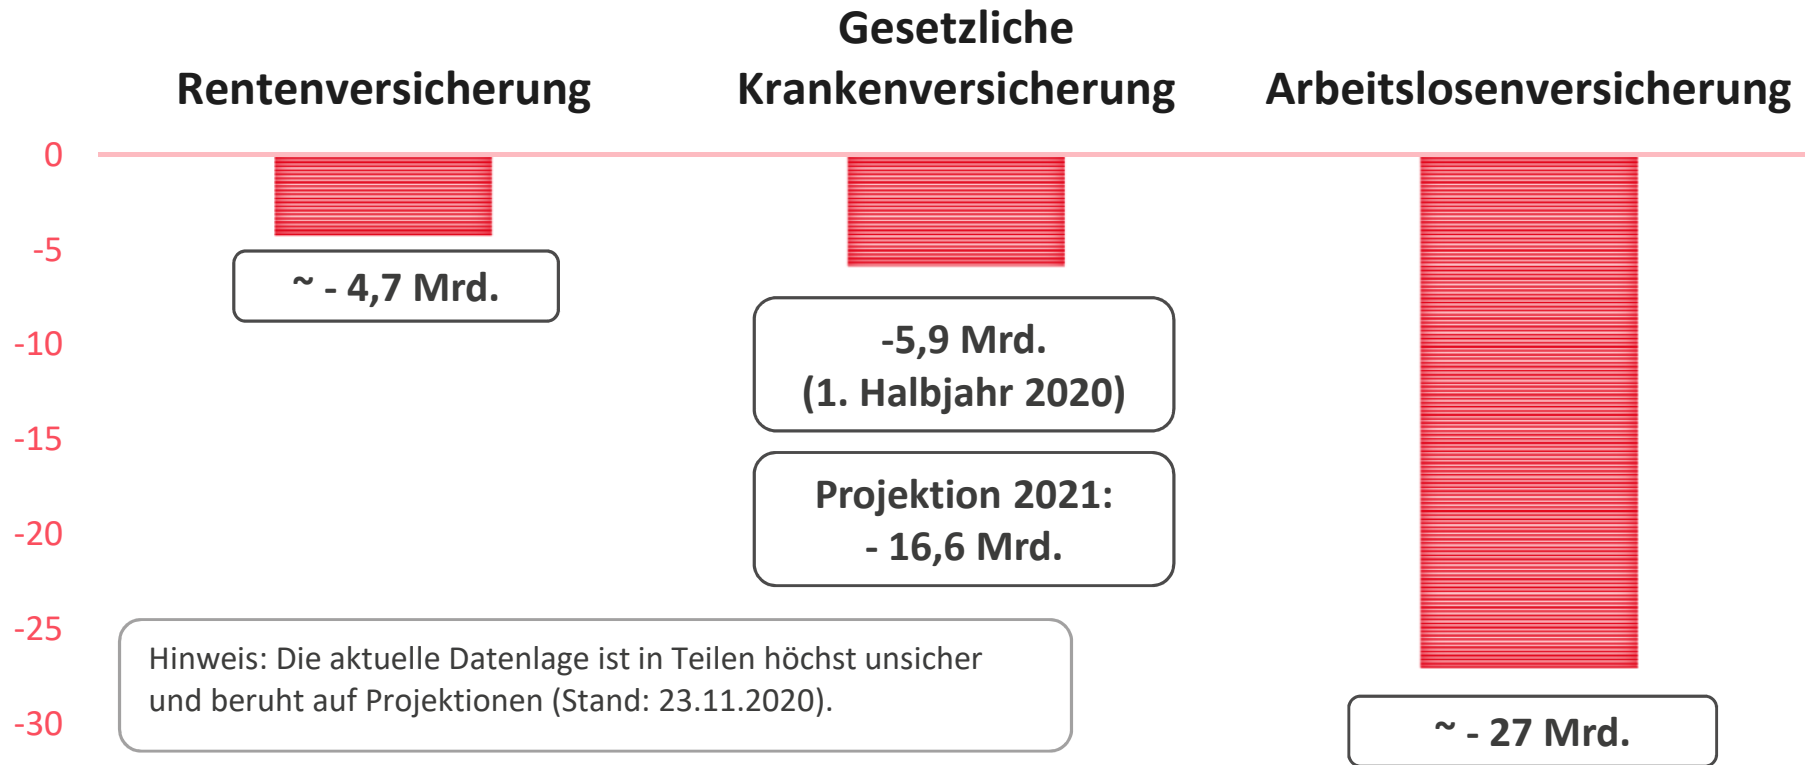 Rentenversicherung
Gesetzliche
Krankenversicherung
Arbeitslosenversicherung
0
-5
-10
-15
-20
-25
-30
~ - 4,7 Mrd.
-5,9 Mrd.
(1. Halbjahr 2020)
Projektion 2021:
- 16,6 Mrd.
~ - 27 Mrd.
Hinweis: Die aktuelle Datenlage ist in Teilen höchst unsicher
und beruht auf Projektionen (Stand: 23.11.2020).